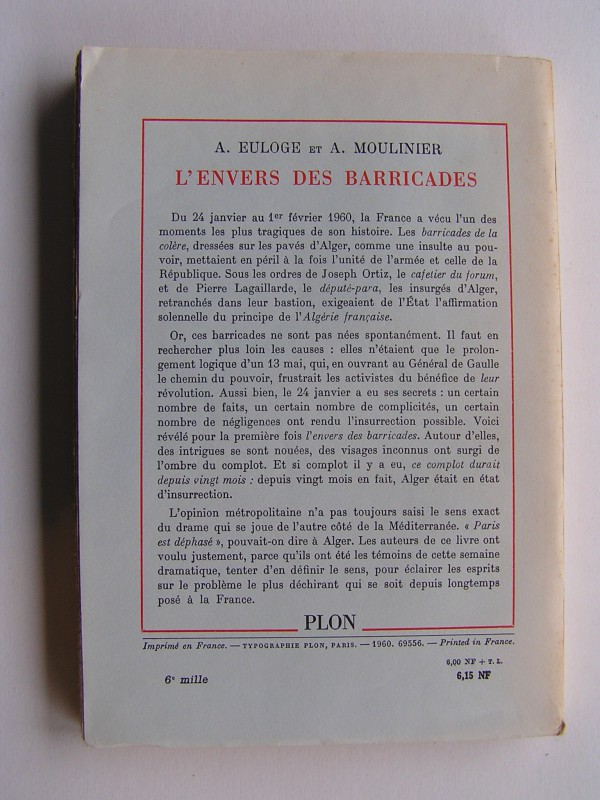 A. EULOGE ET A. MOULINIER
L'ENVERS DES BARRICADES
Du 24 janvier au 1er février 1960, la France a vécu l'un des
moments les plus tragiques de son histoire. Les barricades de la
colère, dressées sur les pavés d'Alger, comme une insulte au pou-
voir, mettaient en péril à la fois l'unité de l'armée et celle de la
République. Sous les ordres de Joseph Ortiz, le cafetier du forum,
et de Pierre Lagaillarde, le député-para, les insurgés d'Alger,
retranchés dans leur bastion, exigeaient de l'État l'affirmation
solennelle du principe de l'Algérie française.
Or, ces barricades ne sont pas nées spontanément. Il faut en
rechercher plus loin les causes : elles n'étaient que le prolon-
gement logique d'un 13 mai, qui, en ouvrant au Général de Gaulle
le chemin du pouvoir, frustrait les activistes du bénéfice de leur
révolution. Aussi bien, le 24 janvier a eu ses secrets : un certain
nombre de faits, un certain nombre de complicités, un certain
nombre de négligences ont rendu l'insurrection possible. Voici
révélé pour la première fois l'envers des barricades. Autour d'elles,
des intrigues se sont nouées, des visages inconnus ont surgi de
l'ombre du complot. Et si complot il y a eu, ce complot durait
depuis vingt mois : depuis vingt mois en fait, Alger était en état
d'insurrection.
L'opinion métropolitaine n'a pas toujours saisi le sens exact
du drame qui se joue de l'autre côté de la Méditerranée. « Paris
est déphasé », pouvait-on dire à Alger. Les auteurs de ce livre ont
voulu justement, parce qu'ils ont été les témoins de cette semaine
dramatique, tenter d'en définir le sens, pour éclairer les esprits
sur le problème le plus déchirant qui se soit depuis longtemps
posé à la France.
PLON
Imprimé en France. — TYPOGRAPHIE PLON, PARIS. — 1960. 69556. — Printed in France.
6,00 NF + T. L.
6e mille 6,15 NF